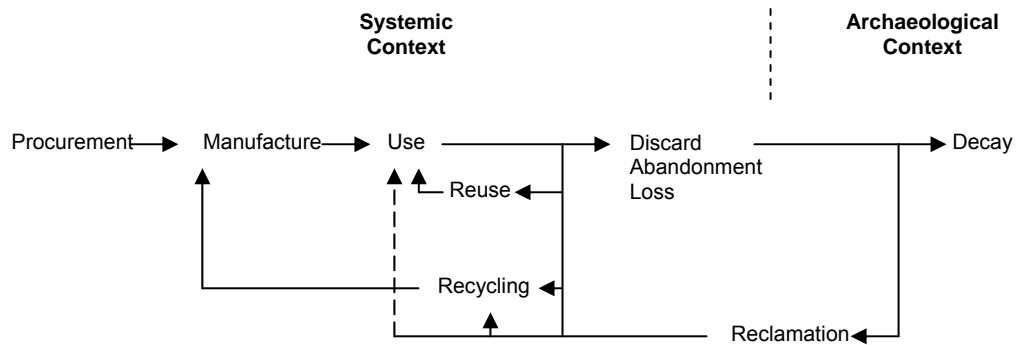 Systemic
Context
Archaeological
Context
Procurement
Manufacture
Use
Discard
Abandonment
Loss
Decay
Reuse
Recycling
Reclamation